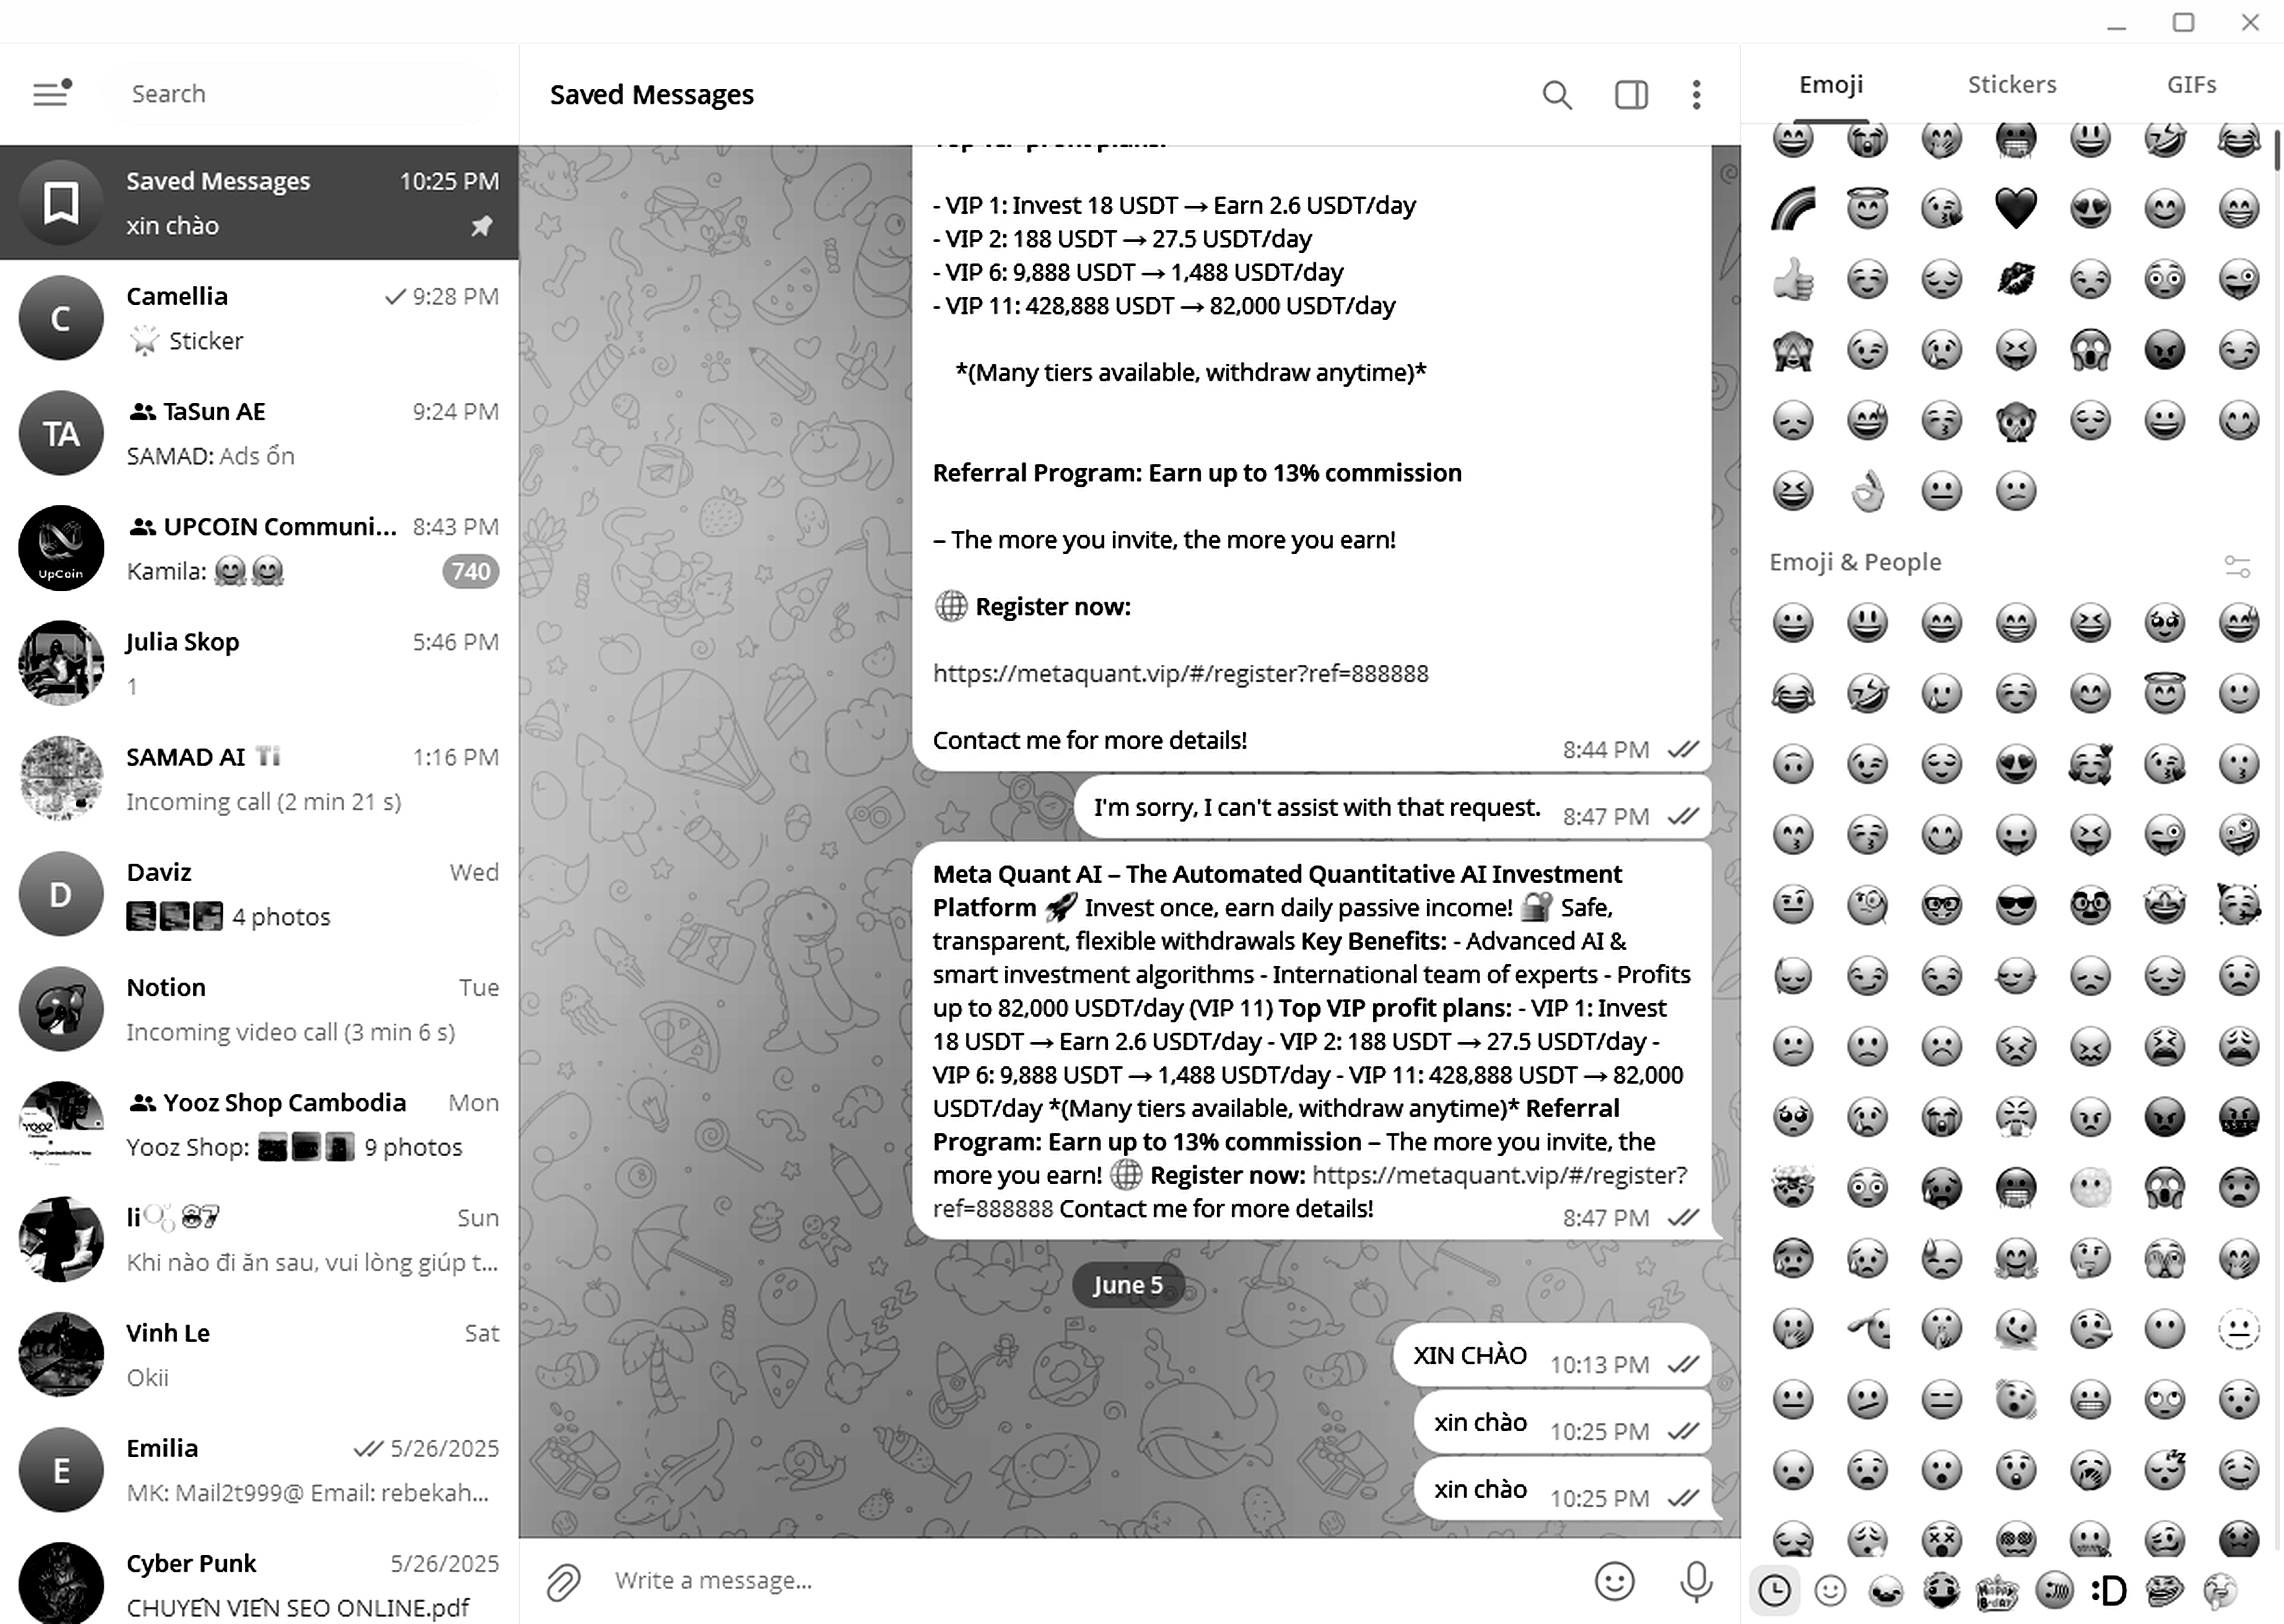 Search
Saved Messages 10:25 PM
xin chào
C
Camellia 9:28 PM
Sticker
TA
TaSun AE 9:24 PM
SAMAD: Ads ổn
UpCoin
UPCOIN Communi... 8:43 PM
Kamila: 740
Julia Skop 5:46 PM
1
SAMAD AI Ti 1:16 PM
Incoming call (2 min 21 s)
D
Daviz Wed
4 photos
Notion Tue
Incoming video call (3 min 6 s)
Yooz Shop Cambodia Mon
Yooz Shop: 9 photos
li 87 Sun
Khi nào đi ăn sau, vui lòng giúp t...
Vinh Le Sat
Okii
E
Emilia 5/26/2025
MK: Mail2t999@ Email: rebekah...
Cyber Punk 5/26/2025
CHUYÊN VIÊN SEO ONLINE.pdf
Saved Messages
- VIP 1: Invest 18 USDT → Earn 2.6 USDT/day
- VIP 2: 188 USDT → 27.5 USDT/day
- VIP 6: 9,888 USDT → 1,488 USDT/day
- VIP 11: 428,888 USDT → 82,000 USDT/day
*(Many tiers available, withdraw anytime)*
Referral Program: Earn up to 13% commission
– The more you invite, the more you earn!
Register now:
https://metaquant.vip/#/register?ref=888888
Contact me for more details! 8:44 PM
I'm sorry, I can't assist with that request. 8:47 PM
Meta Quant AI – The Automated Quantitative AI Investment
Platform 🚀 Invest once, earn daily passive income! 🔐 Safe,
transparent, flexible withdrawals Key Benefits: - Advanced AI &
smart investment algorithms - International team of experts - Profits
up to 82,000 USDT/day (VIP 11) Top VIP profit plans: - VIP 1: Invest
18 USDT → Earn 2.6 USDT/day - VIP 2: 188 USDT → 27.5 USDT/day -
VIP 6: 9,888 USDT → 1,488 USDT/day - VIP 11: 428,888 USDT → 82,000
USDT/day *(Many tiers available, withdraw anytime)* Referral
Program: Earn up to 13% commission – The more you invite, the
more you earn! 🌐 Register now: https://metaquant.vip/#/register?
ref=888888 Contact me for more details! 8:47 PM
June 5
XIN CHÀO 10:13 PM
xin chào 10:25 PM
xin chào 10:25 PM
Write a message...
Emoji Stickers GIFs
Emoji & People
:D